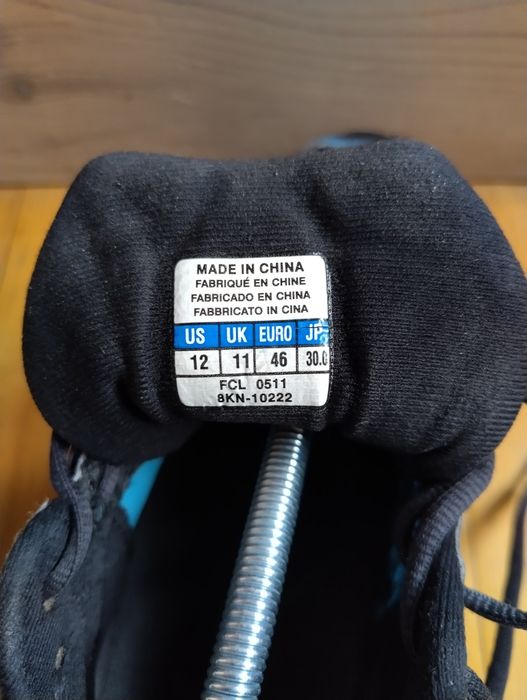 MADE IN CHINA
FABRIQUÉ EN CHINE
FABRICADO EN CHINA
FABBRICATO IN CINA
US UK EURO JP
12 11 46 30.0
FCL 0511
8KN-10222